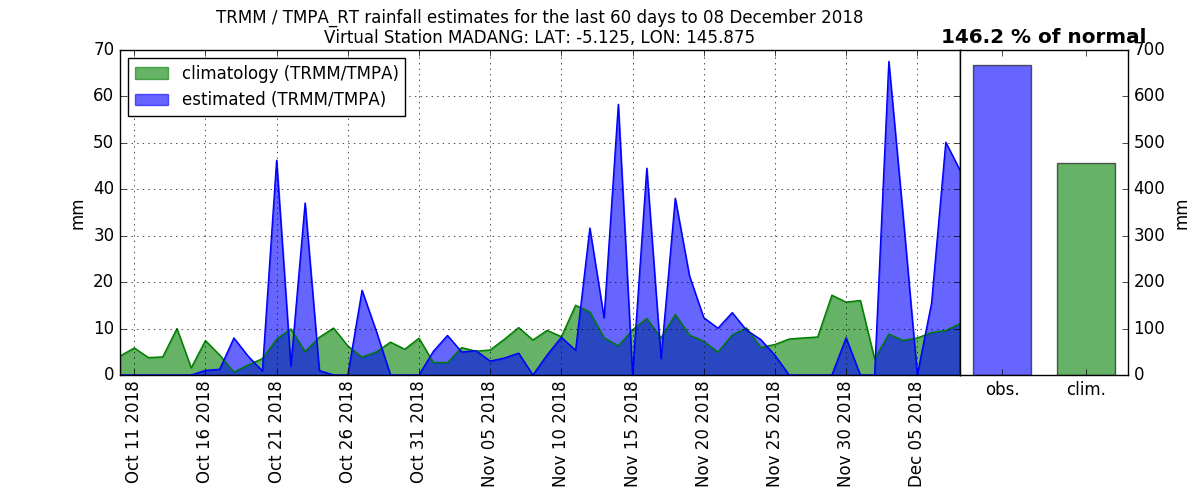 TRMM / TMPA_RT rainfall estimates for the last 60 days to 08 December 2018
Virtual Station MADANG: LAT: -5.125, LON: 145.875
146.2 % of normal
climatology (TRMM/TMPA)
estimated (TRMM/TMPA)
70
60
50
40
30
20
10
0
mm
Oct 11 2018
Oct 16 2018
Oct 21 2018
Oct 26 2018
Oct 31 2018
Nov 05 2018
Nov 10 2018
Nov 15 2018
Nov 20 2018
Nov 25 2018
Nov 30 2018
Dec 05 2018
obs.
clim.
700
600
500
400
300
200
100
0
mm